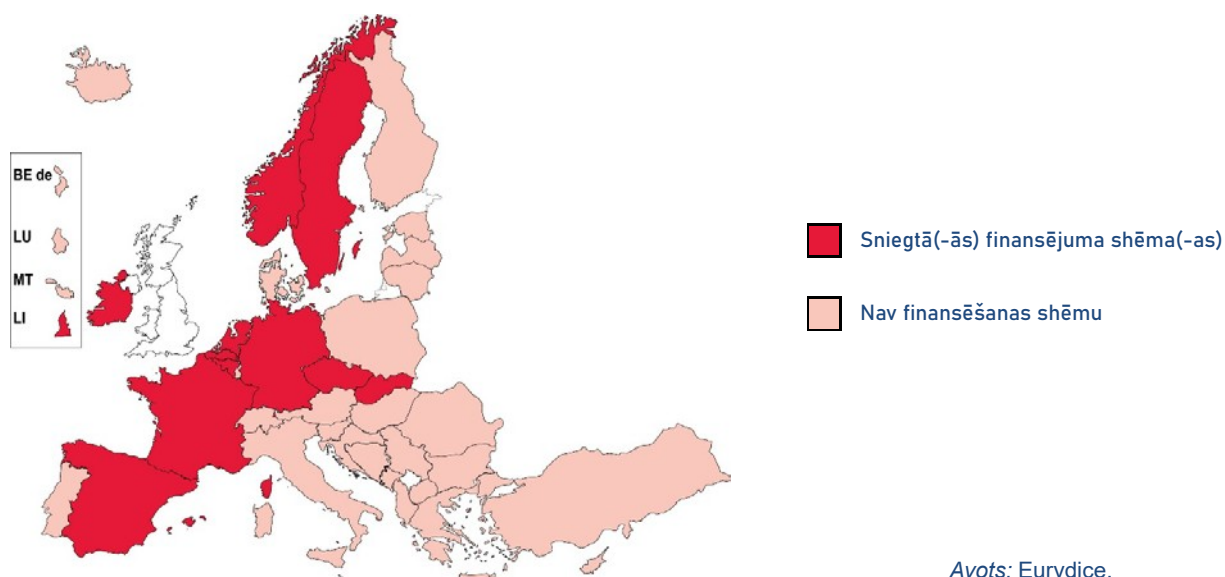 BE de
LU
MT
LI
Sniegtā(-ās) finansējuma shēma(-as)
Nav finansēšanas shēmu
Avots: Eurydice.